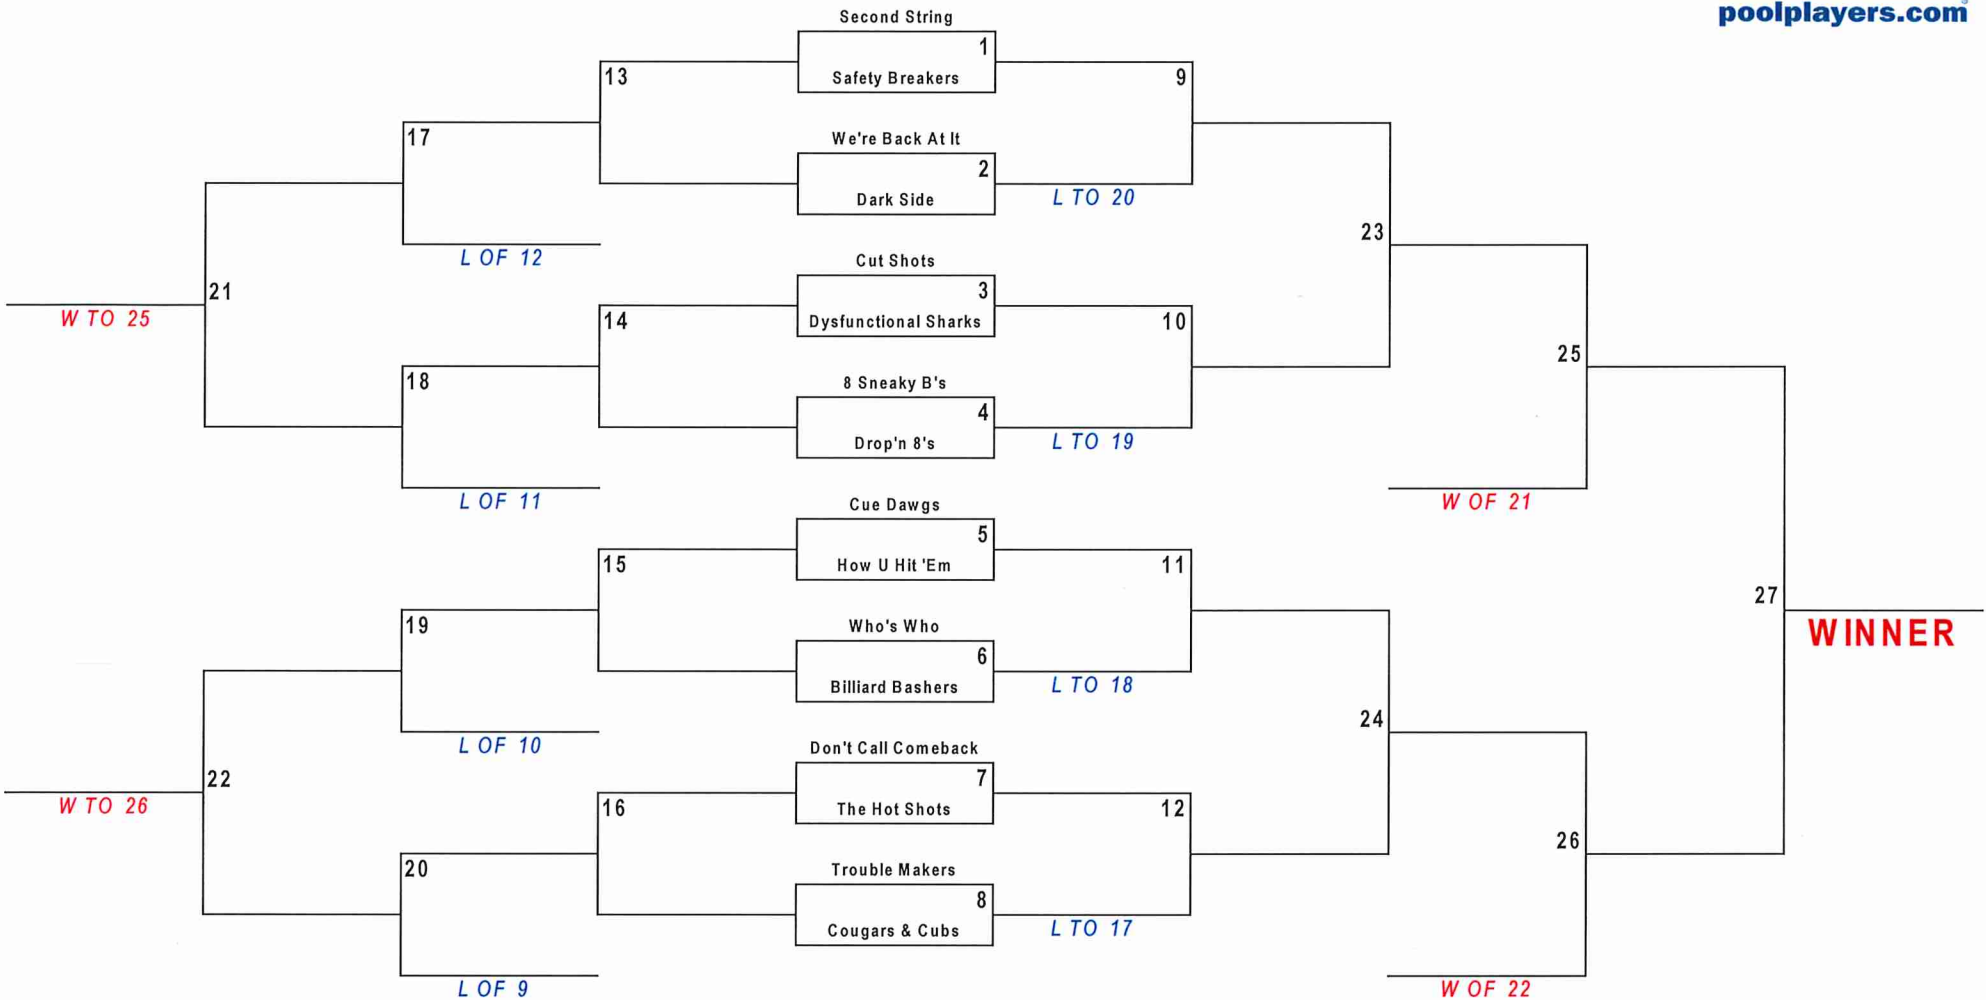 poolplayers.com
Second String
1
Safety Breakers
13
9
We're Back At It
17
2
Dark Side
L TO 20
23
L OF 12
Cut Shots
21
3
W TO 25
14
Dysfunctional Sharks
10
25
18
8 Sneaky B's
4
Drop'n 8's
L TO 19
L OF 11
W OF 21
Cue Dawgs
5
15
How U Hit 'Em
11
27
19
Who's Who
WINNER
6
Billiard Bashers
L TO 18
24
L OF 10
Don't Call Comeback
22
7
W TO 26
16
The Hot Shots
12
26
20
Trouble Makers
8
Cougars & Cubs
L TO 17
L OF 9
W OF 22